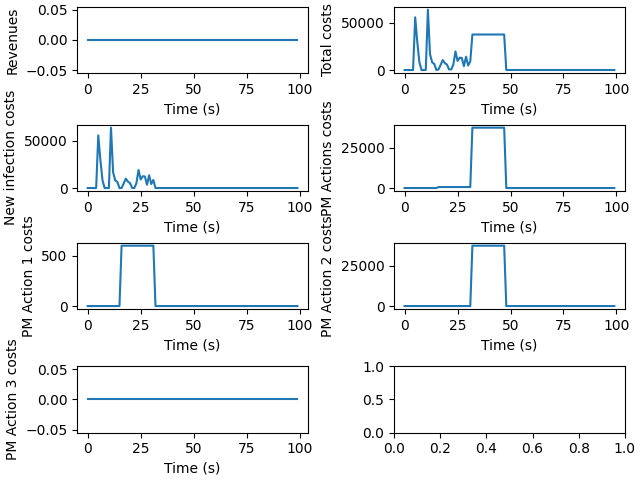 Revenues
0.05
0.00
−0.05
0 25 50 75 100
Time (s)
Total costs
50000
0
0 25 50 75 100
Time (s)
New infection costs
50000
0
0 25 50 75 100
Time (s)
PM Actions costs
25000
0
0 25 50 75 100
Time (s)
PM Action 1 costs
500
0
0 25 50 75 100
Time (s)
PM Action 2 costs
25000
0
0 25 50 75 100
Time (s)
PM Action 3 costs
0.05
0.00
−0.05
0 25 50 75 100
Time (s)
1.0
0.5
0.0
0.0 0.2 0.4 0.6 0.8 1.0